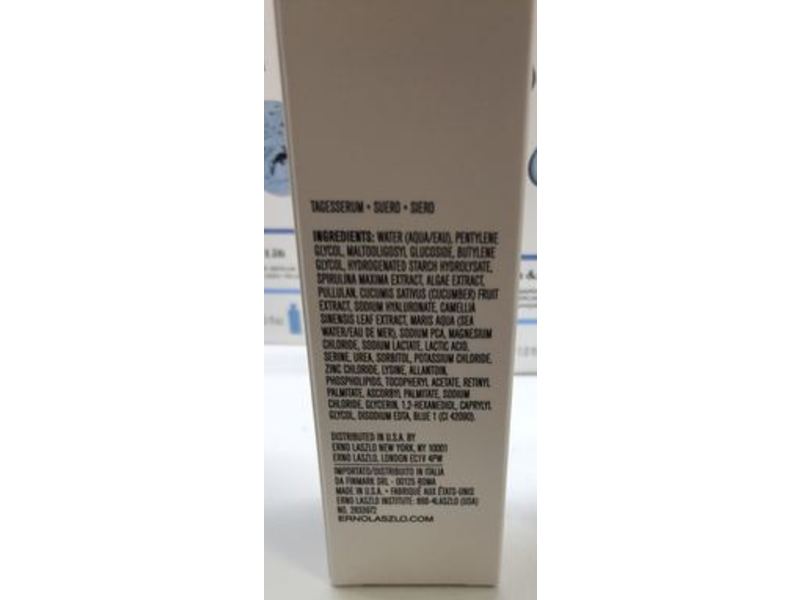 TAGESSERUM • SUERO • SIERO
INGREDIENTS: WATER (AQUA/EAU), PENTYLENE
GLYCOL, MALTOOLIGOSYL GLUCOSIDE, BUTYLENE
GLYCOL, HYDROGENATED STARCH HYDROLYSATE,
SPIRULINA MAXIMA EXTRACT, ALGAE EXTRACT,
PULLULAN, CUCUMIS SATIVUS (CUCUMBER) FRUIT
EXTRACT, SODIUM HYALURONATE, CAMELLIA
SINENSIS LEAF EXTRACT, MARIS AQUA (SEA
WATER/EAU DE MER), SODIUM PCA, MAGNESIUM
CHLORIDE, SODIUM LACTATE, LACTIC ACID,
SERINE, UREA, SORBITOL, POTASSIUM CHLORIDE,
ZINC CHLORIDE, LYSINE, ALLANTOIN,
PHOSPHOLIPIDS, TOCOPHERYL ACETATE, RETINYL
PALMITATE, ASCORBYL PALMITATE, SODIUM
CHLORIDE, GLYCERIN, 1,2-HEXANEDIOL, CAPRYLYL
GLYCOL, DISODIUM EDTA, BLUE 1 (CI 42090).
DISTRIBUTED IN U.S.A. BY
ERNO LASZLO NEW YORK, NY 10001
ERNO LASZLO, LONDON EC1V 4PW
IMPORTATO/DISTRIBUITO IN ITALIA
DA FINMARK SRL - 00125 ROMA
MADE IN U.S.A. • FABRIQUÉ AUX ÉTATS-UNIS
ERNO LASZLO INSTITUTE: 888-4LASZLO (USA)
NO.
ERNOLASZLO.COM